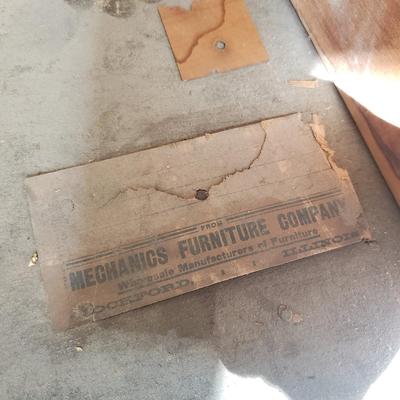 FROM
MECHANICS FURNITURE COMPANY
Wholesale Manufacturers of Furniture
ROCKFORD, ILLINOIS